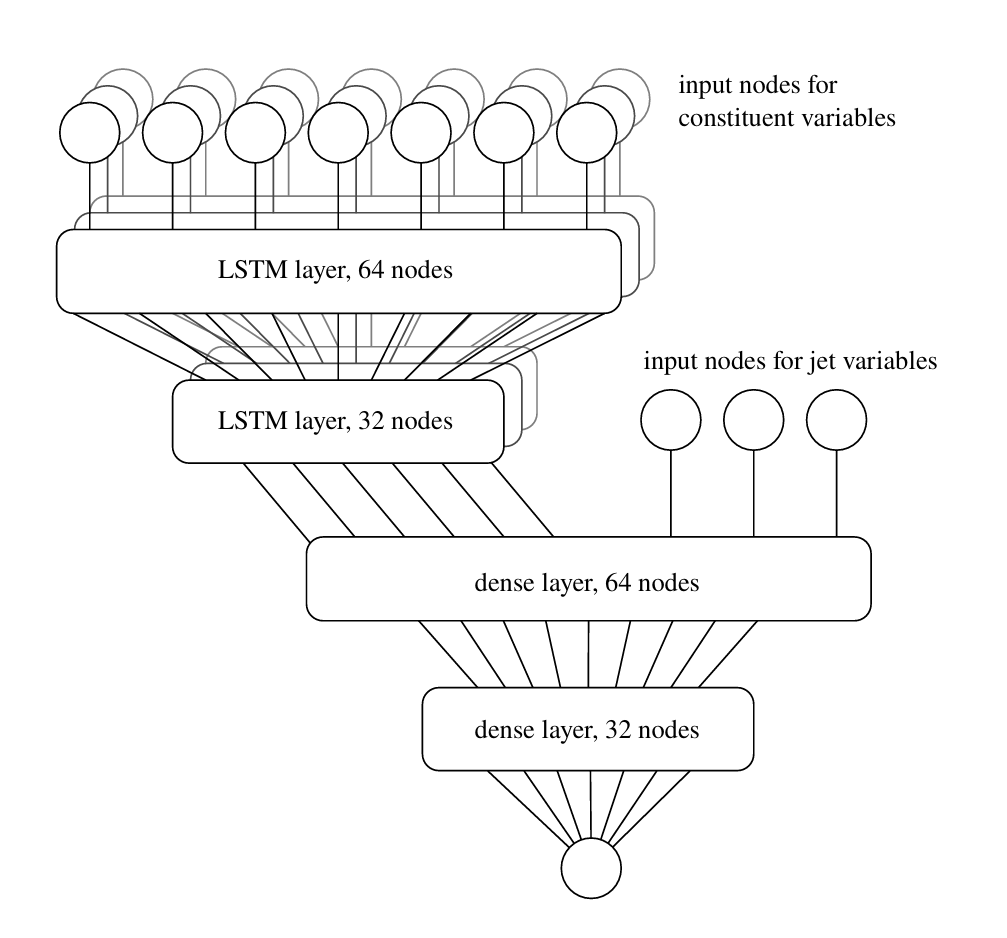 input nodes for
constituent variables
LSTM layer, 64 nodes
input nodes for jet variables
LSTM layer, 32 nodes
dense layer, 64 nodes
dense layer, 32 nodes